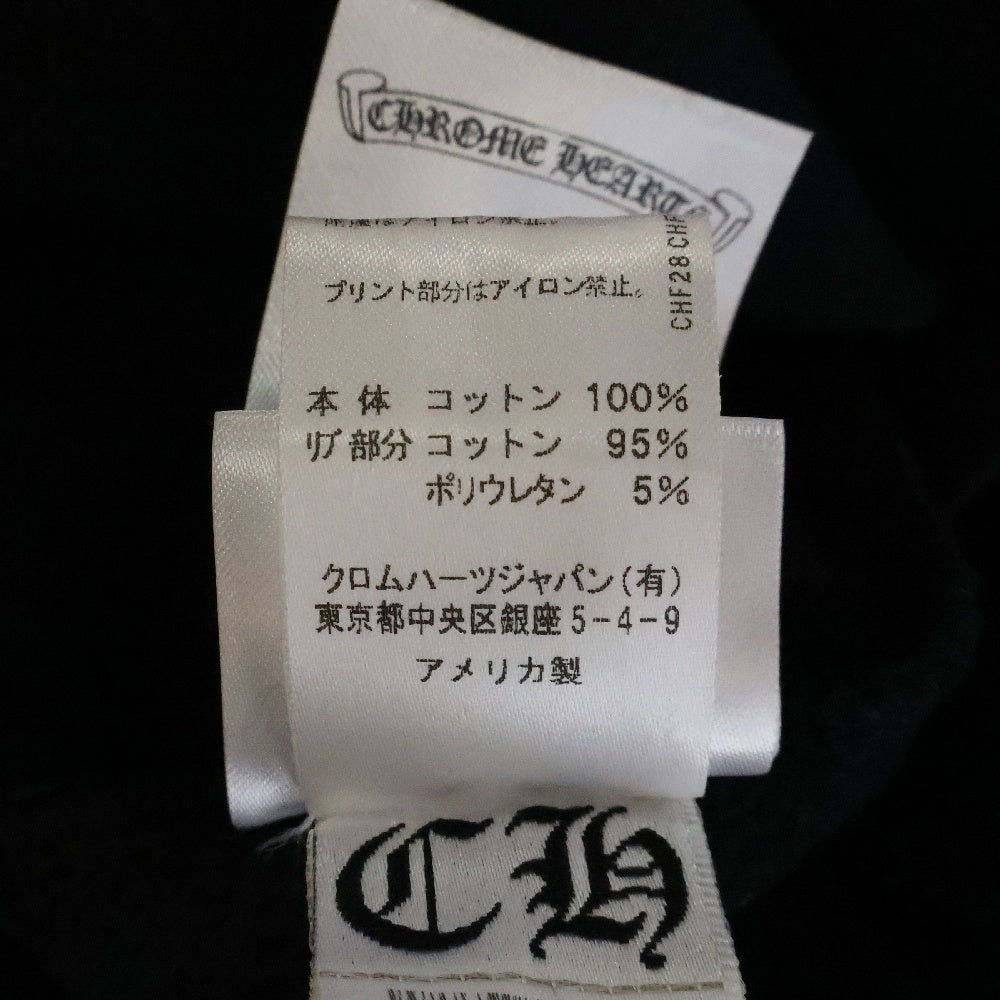 CHROME HEARTS
プリント部分はアイロン禁止。
CHF28CHF
本体 コットン 100%
リブ部分 コットン 95%
ポリウレタン 5%
クロムハーツジャパン(有)
東京都中央区銀座5-4-9
アメリカ製
CH